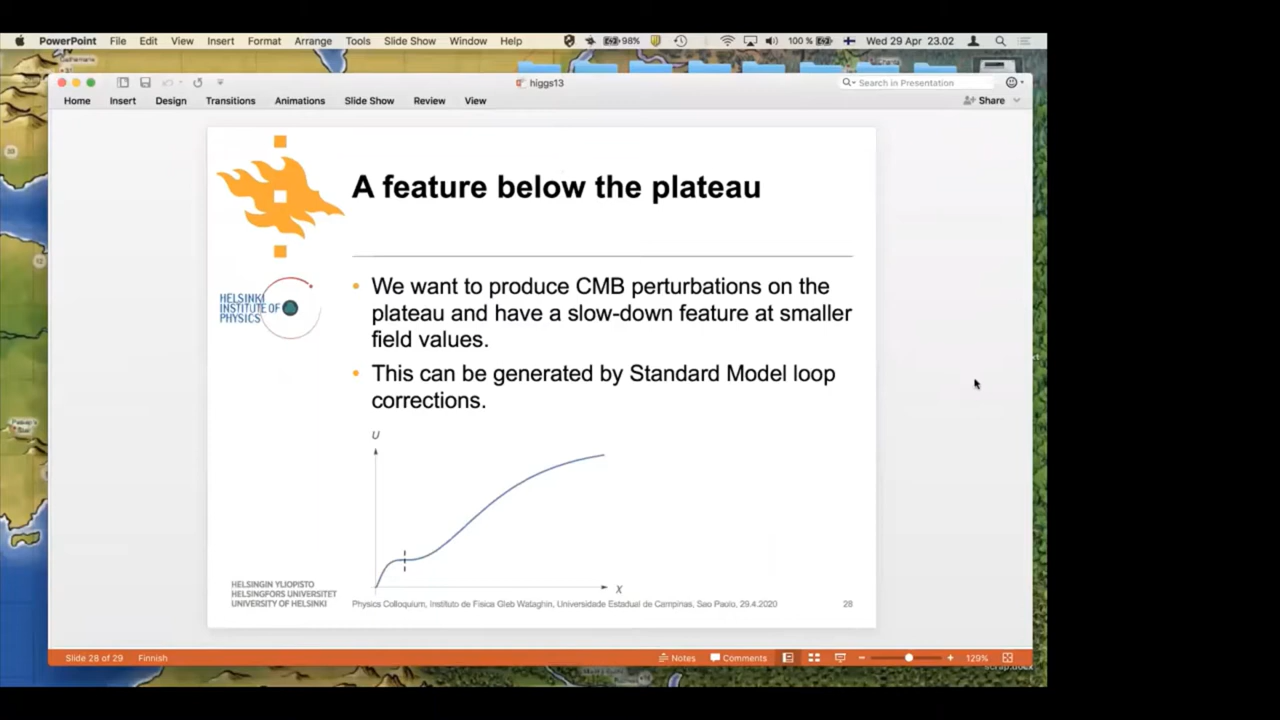 PowerPoint File Edit View Insert Format Arrange Tools Slide Show Window Help 98% 100 % Wed 29 Apr 23.02
higgs13
Search in Presentation
Home Insert Design Transitions Animations Slide Show Review View
Share
A feature below the plateau
HELSINKI
INSTITUTE OF
PHYSICS
• We want to produce CMB perturbations on the
plateau and have a slow-down feature at smaller
field values.
• This can be generated by Standard Model loop
corrections.
U
χ
HELSINGIN YLIOPISTO
HELSINGFORS UNIVERSITET
UNIVERSITY OF HELSINKI
Physics Colloquium, Instituto de Física Gleb Wataghin, Universidade Estadual de Campinas, Sao Paulo, 29.4.2020
28
Slide 28 of 29 Finnish
Notes Comments 129%